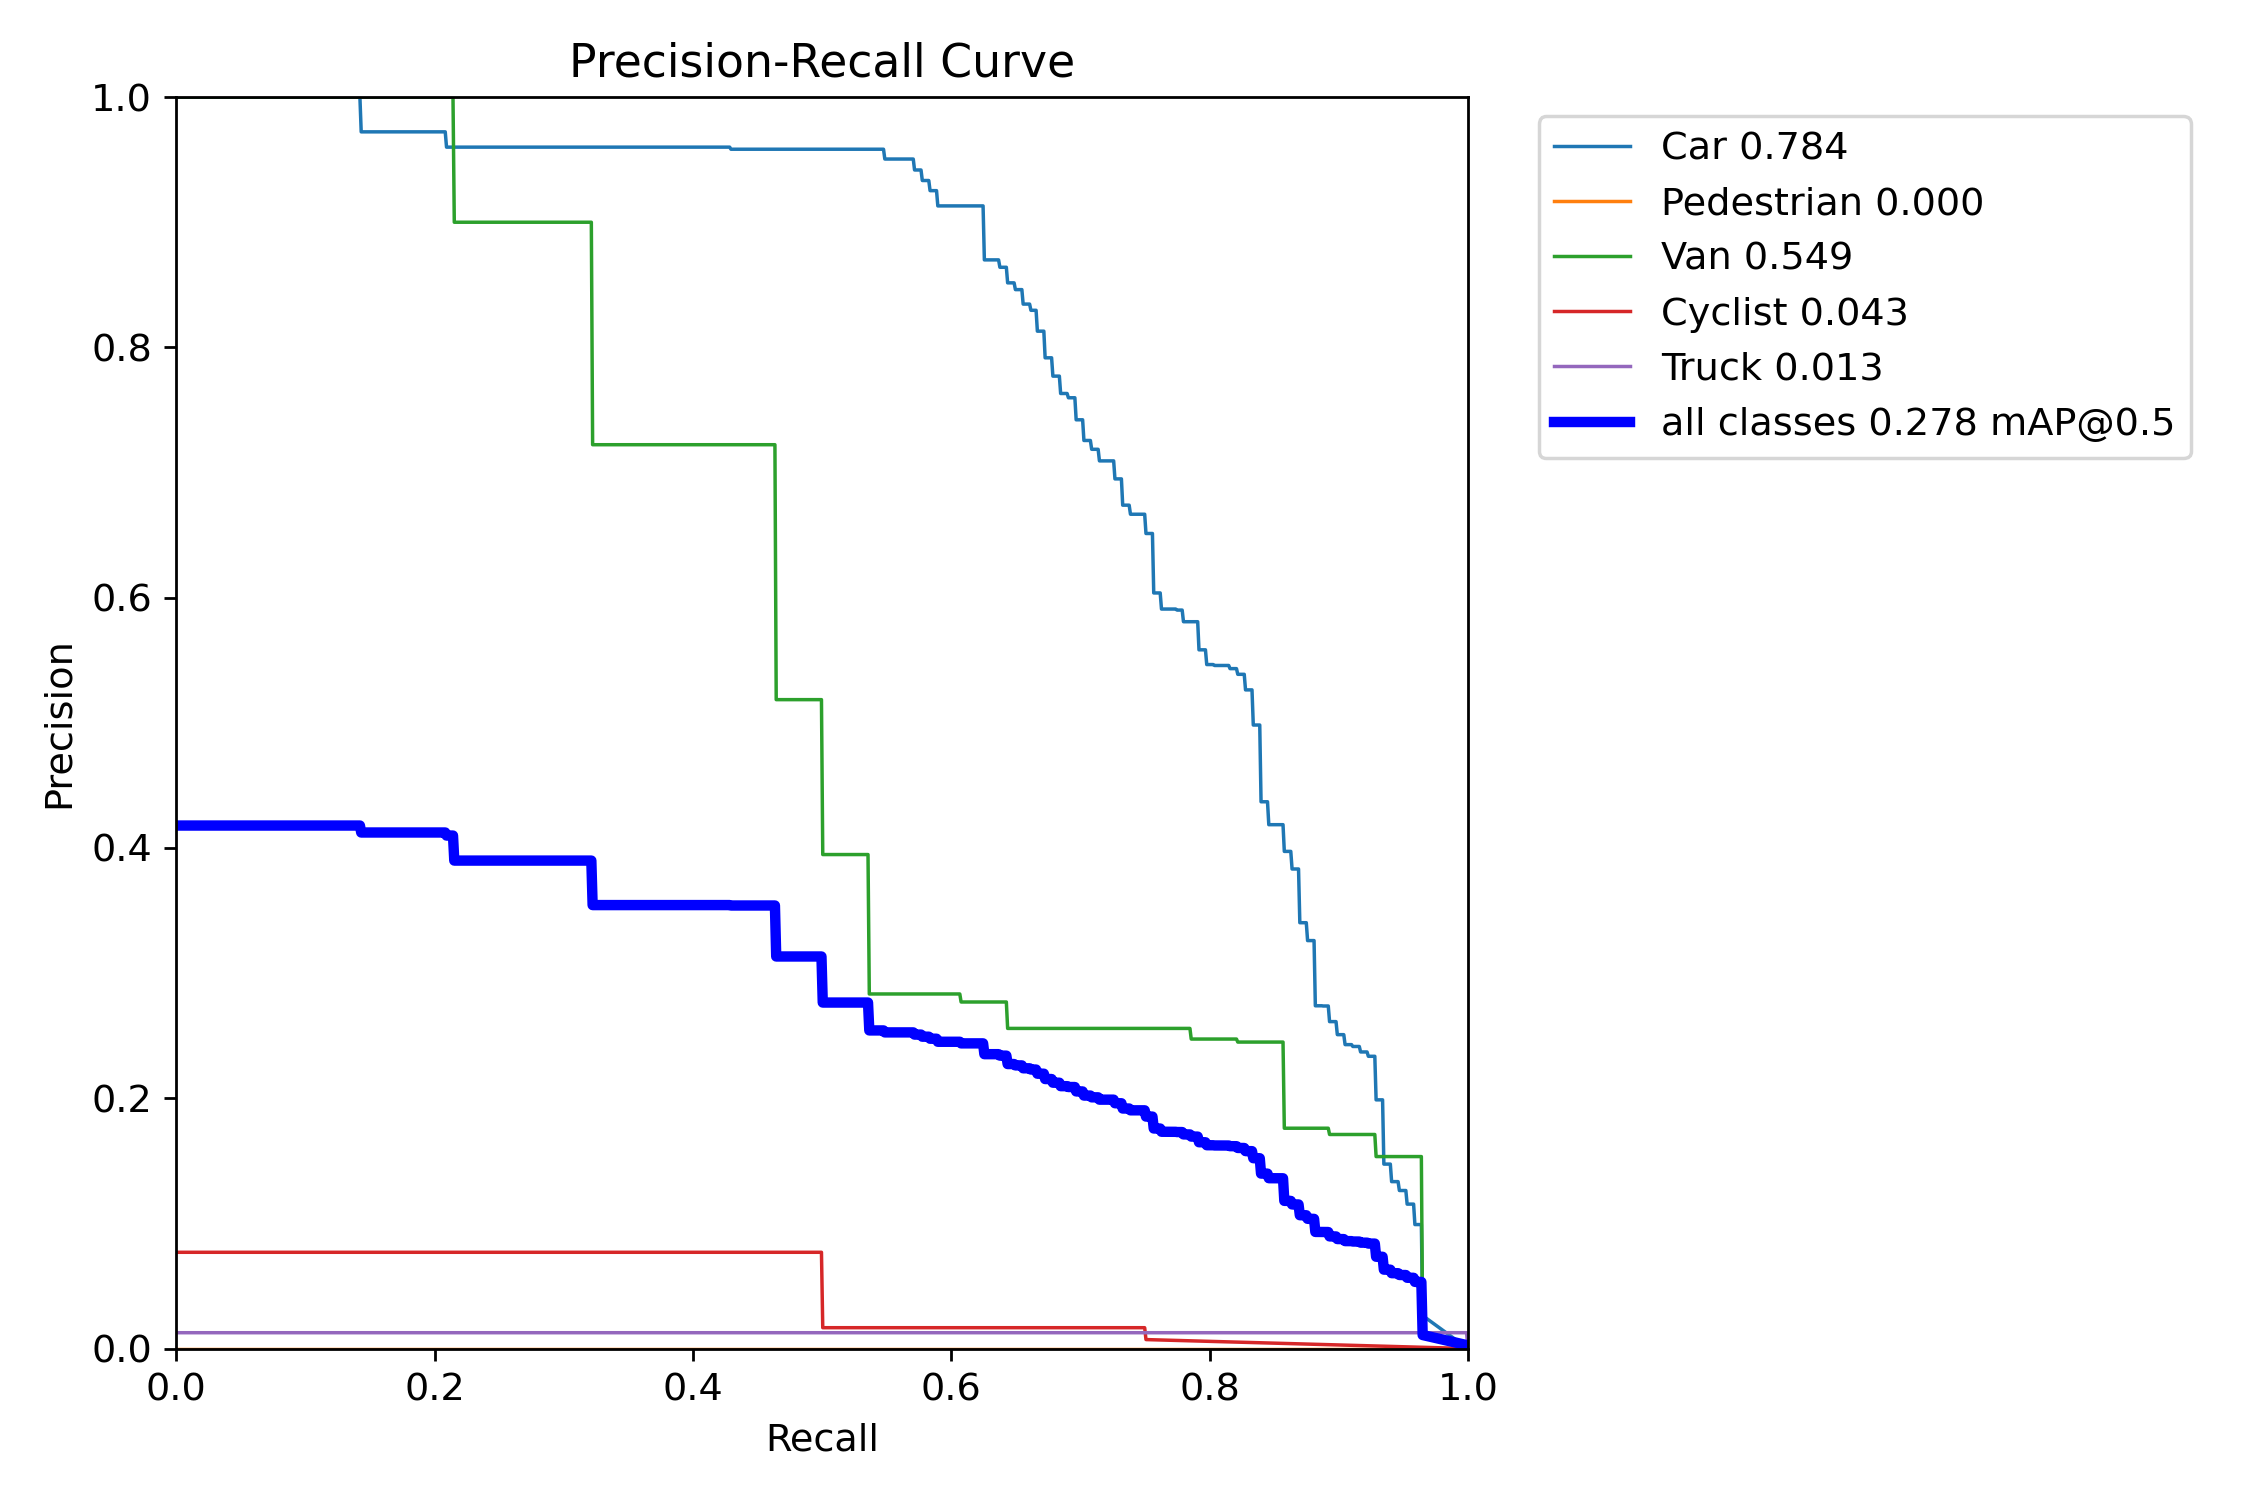 Precision-Recall Curve
1.0
0.8
0.6
0.4
0.2
0.0
Precision
0.0 0.2 0.4 0.6 0.8 1.0
Recall
Car 0.784
Pedestrian 0.000
Van 0.549
Cyclist 0.043
Truck 0.013
all classes 0.278 mAP@0.5